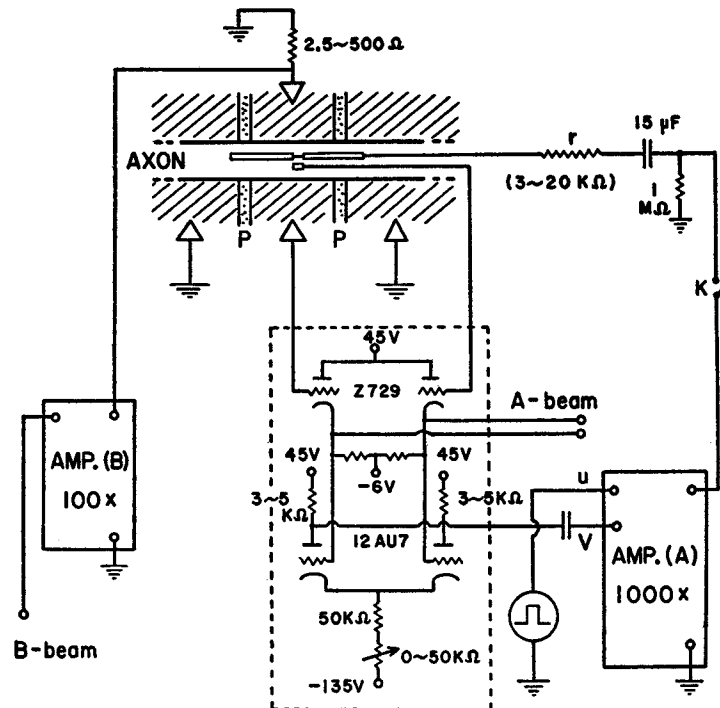 2.5~500Ω
AXON
P
P
r
(3~20 KΩ)
15 µF
1
MΩ
K
45V
Z729
A-beam
45V
-6V
45V
3~5
KΩ
3~5KΩ
12AU7
50KΩ
0~50KΩ
-135V
AMP.(B)
100x
B-beam
u
V
AMP.(A)
1000x